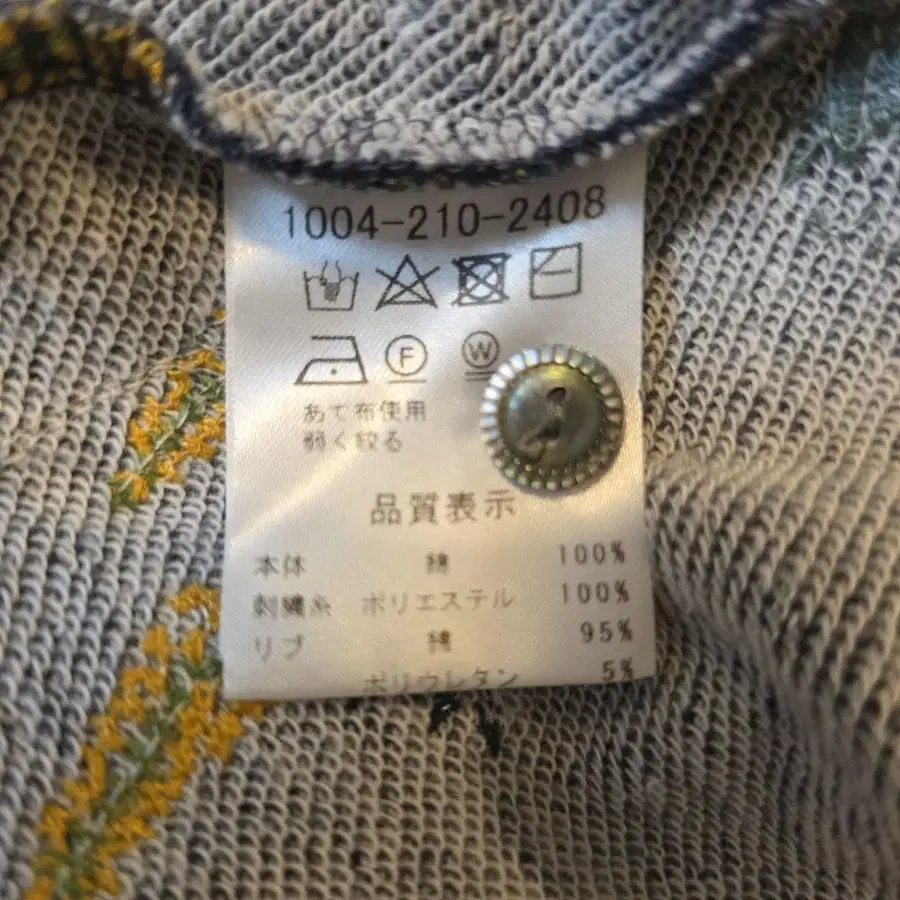 1004-210-2408
F W
あて布使用
弱く絞る
品質表示
本体 綿 100%
刺繍糸 ポリエステル 100%
リブ 綿 95%
ポリウレタン 5%